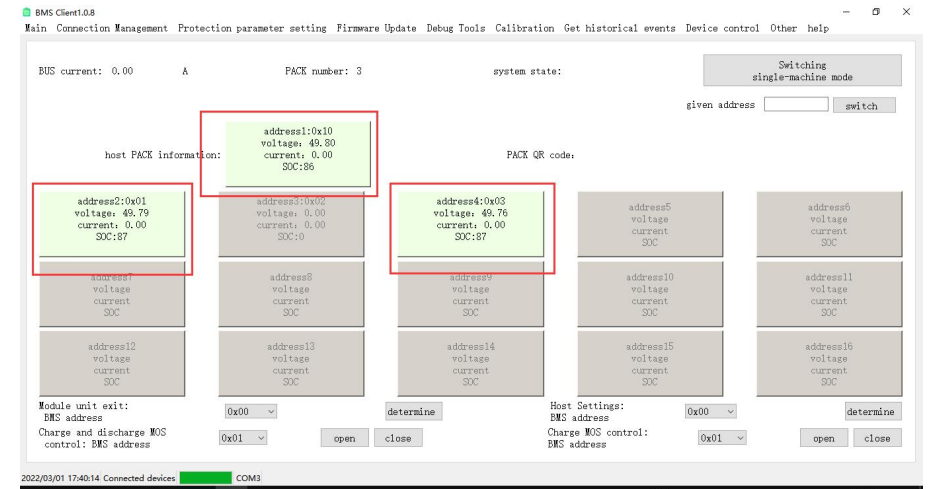 BMS Client1.0.8
Main Connection Management Protection parameter setting Firmware Update Debug Tools Calibration Get historical events Device control Other help
BUS current: 0.00 A PACK number: 3 system state:
Switching
single-machine mode
given address switch
host PACK information:
address1:0x10
voltage: 49.80
current: 0.00
SOC:86
PACK QR code:
address2:0x01
voltage: 49.79
current: 0.00
SOC:87
address3:0x02
voltage: 0.00
current: 0.00
SOC:0
address4:0x03
voltage: 49.76
current: 0.00
SOC:87
address5
voltage
current
SOC
address6
voltage
current
SOC
address7
voltage
current
SOC
address8
voltage
current
SOC
address9
voltage
current
SOC
address10
voltage
current
SOC
address11
voltage
current
SOC
address12
voltage
current
SOC
address13
voltage
current
SOC
address14
voltage
current
SOC
address15
voltage
current
SOC
address16
voltage
current
SOC
Module unit exit:
BMS address
0x00
determine
Host Settings:
BMS address
0x00
determine
Charge and discharge MOS
control: BMS address
0x01
open close
Charge MOS control:
BMS address
0x01
open close
2022/03/01 17:40:14 Connected devices COM3